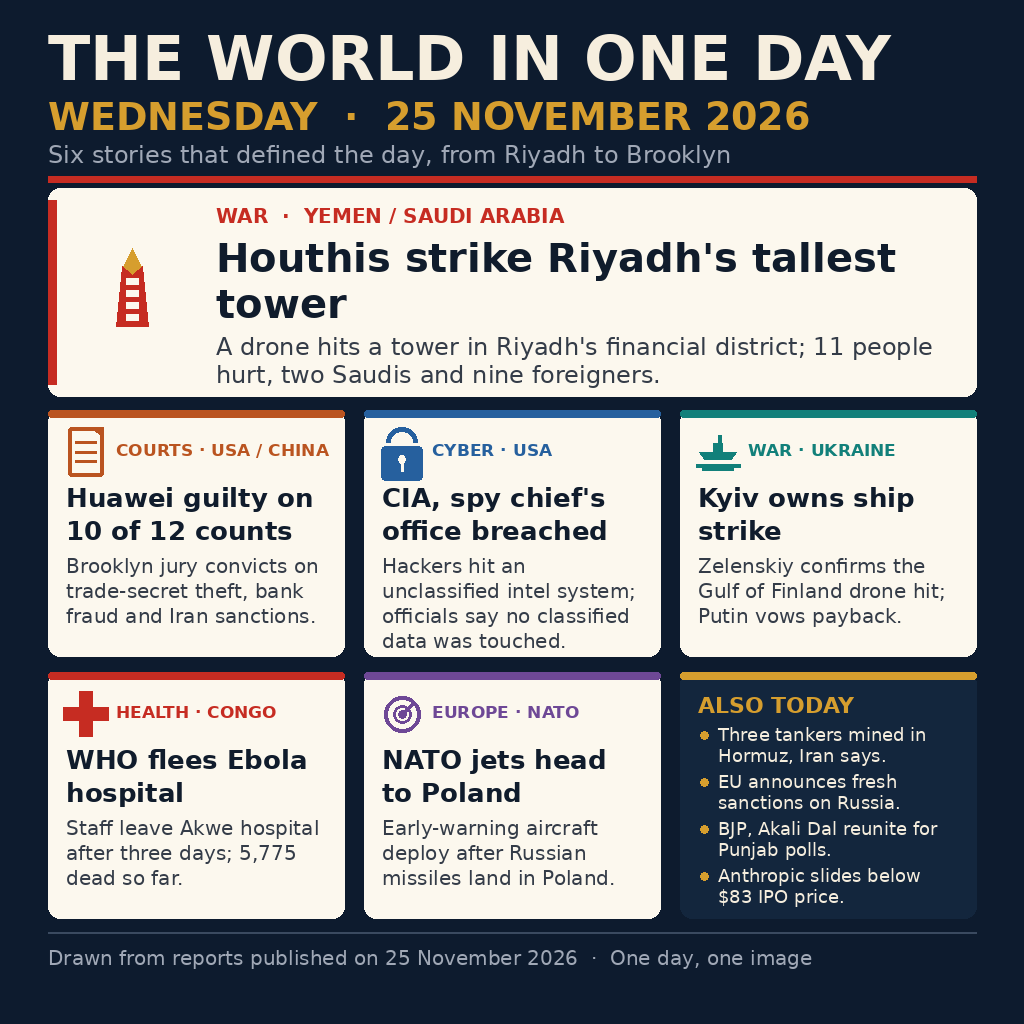 THE WORLD IN ONE DAY
WEDNESDAY · 25 NOVEMBER 2026
Six stories that defined the day, from Riyadh to Brooklyn
WAR · YEMEN / SAUDI ARABIA
Houthis strike Riyadh's tallest
tower
A drone hits a tower in Riyadh's financial district; 11 people
hurt, two Saudis and nine foreigners.
COURTS · USA / CHINA
Huawei guilty on
10 of 12 counts
Brooklyn jury convicts on
trade-secret theft, bank
fraud and Iran sanctions.
CYBER · USA
CIA, spy chief's
office breached
Hackers hit an
unclassified intel system;
officials say no classified
data was touched.
WAR · UKRAINE
Kyiv owns ship
strike
Zelenskiy confirms the
Gulf of Finland drone hit;
Putin vows payback.
HEALTH · CONGO
WHO flees Ebola
hospital
Staff leave Akwe hospital
after three days; 5,775
dead so far.
EUROPE · NATO
NATO jets head
to Poland
Early-warning aircraft
deploy after Russian
missiles land in Poland.
ALSO TODAY
Three tankers mined in
Hormuz, Iran says.
EU announces fresh
sanctions on Russia.
BJP, Akali Dal reunite for
Punjab polls.
Anthropic slides below
$83 IPO price.
Drawn from reports published on 25 November 2026 · One day, one image